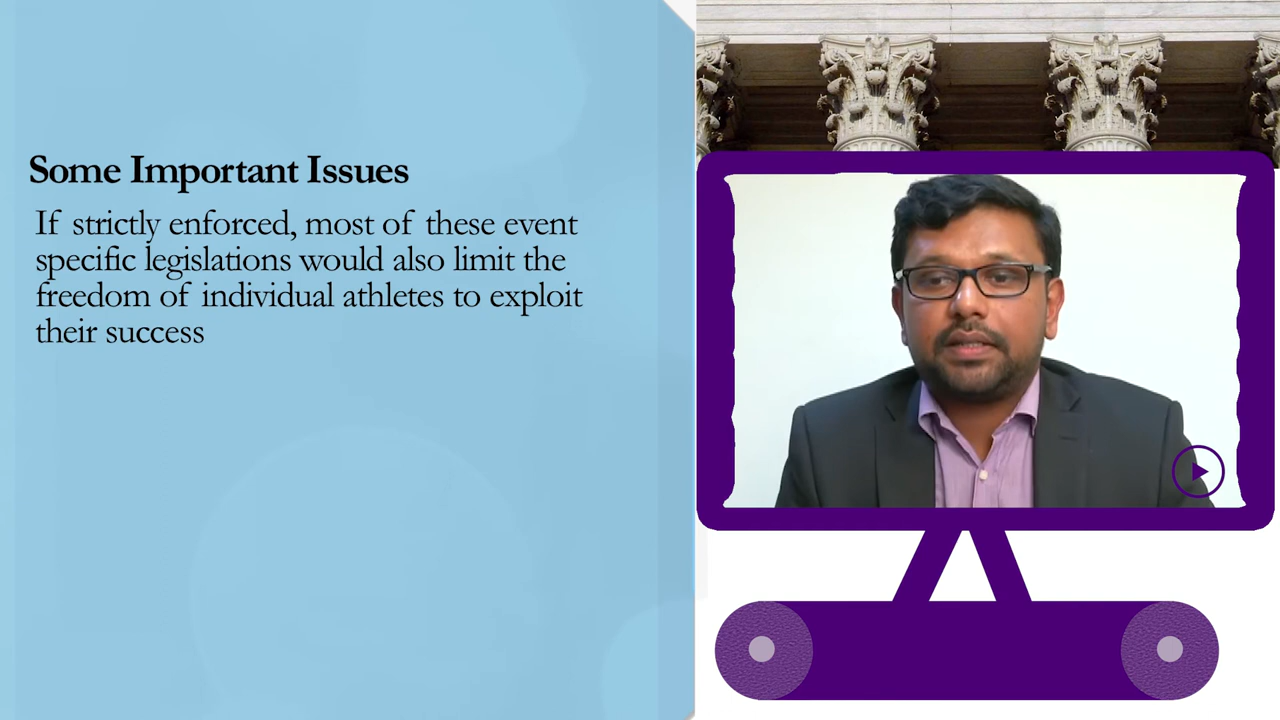 Some Important Issues
If strictly enforced, most of these event
specific legislations would also limit the
freedom of individual athletes to exploit
their success